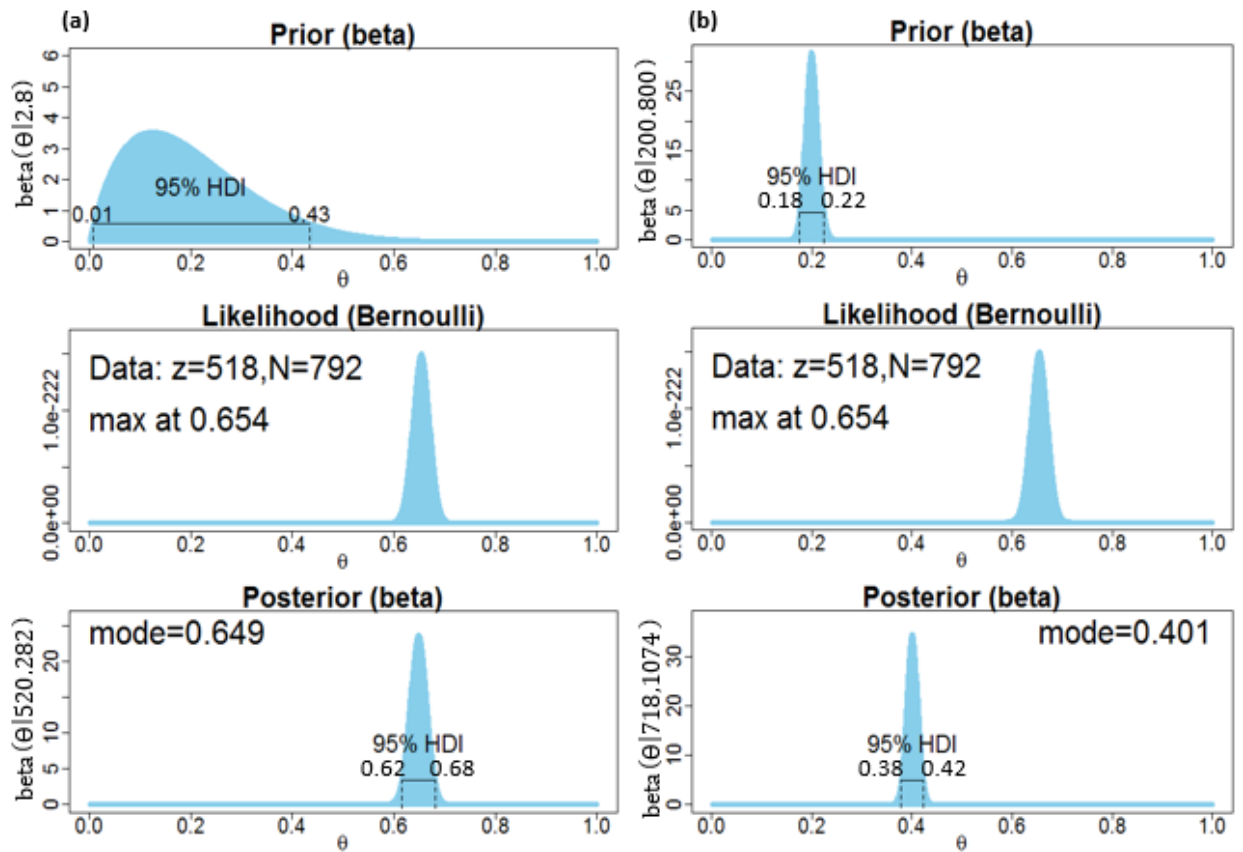 (a)
Prior (beta)
beta(θ|2.8)
0 1 2 3 4 5 6
95% HDI
0.01 0.43
0.0 0.2 0.4 0.6 0.8 1.0
θ
Likelihood (Bernoulli)
0.0e+00 1.0e-222
Data: z=518,N=792
max at 0.654
0.0 0.2 0.4 0.6 0.8 1.0
θ
Posterior (beta)
beta(θ|520.282)
0 5 10 20
mode=0.649
95% HDI
0.62 0.68
0.0 0.2 0.4 0.6 0.8 1.0
θ
(b)
Prior (beta)
beta(θ|200.800)
0 5 15 25
95% HDI
0.18 0.22
0.0 0.2 0.4 0.6 0.8 1.0
θ
Likelihood (Bernoulli)
0.0e+00 1.0e-222
Data: z=518,N=792
max at 0.654
0.0 0.2 0.4 0.6 0.8 1.0
θ
Posterior (beta)
beta(θ|718,1074)
0 10 20 30
mode=0.401
95% HDI
0.38 0.42
0.0 0.2 0.4 0.6 0.8 1.0
θ